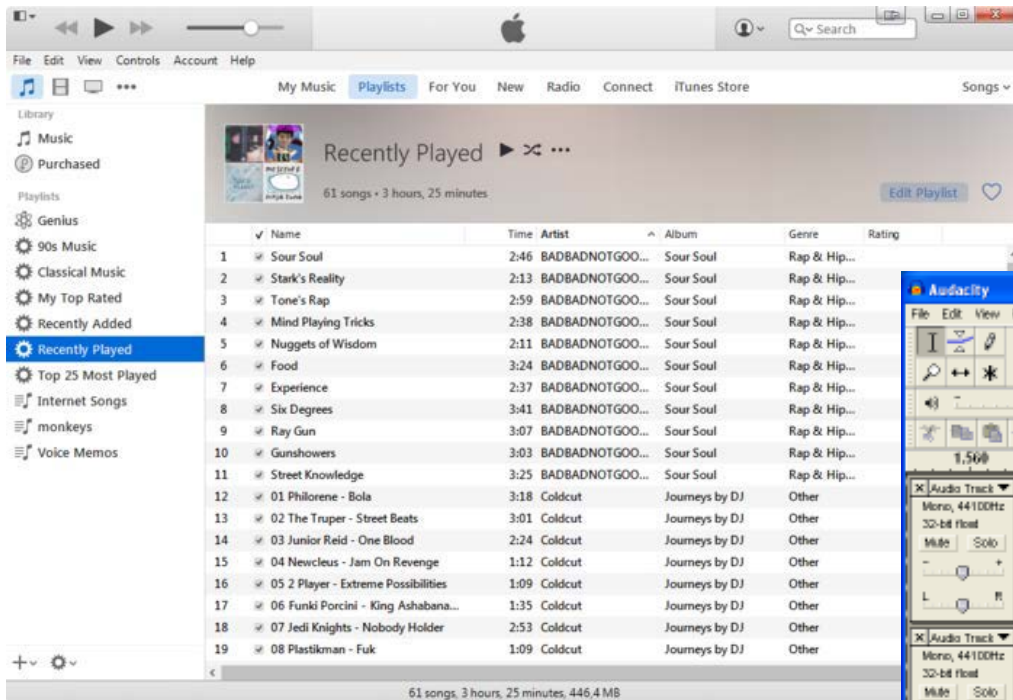 Search
File Edit View Controls Account Help
My Music Playlists For You New Radio Connect iTunes Store Songs
Library
Music
Purchased
Playlists
Genius
90s Music
Classical Music
My Top Rated
Recently Added
Recently Played
Top 25 Most Played
Internet Songs
monkeys
Voice Memos
Recently Played
61 songs • 3 hours, 25 minutes
Edit Playlist
Name Time Artist Album Genre Rating
1 Sour Soul 2:46 BADBADNOTGOO... Sour Soul Rap & Hip...
2 Stark's Reality 2:13 BADBADNOTGOO... Sour Soul Rap & Hip...
3 Tone's Rap 2:59 BADBADNOTGOO... Sour Soul Rap & Hip...
4 Mind Playing Tricks 2:38 BADBADNOTGOO... Sour Soul Rap & Hip...
5 Nuggets of Wisdom 2:11 BADBADNOTGOO... Sour Soul Rap & Hip...
6 Food 3:24 BADBADNOTGOO... Sour Soul Rap & Hip...
7 Experience 2:37 BADBADNOTGOO... Sour Soul Rap & Hip...
8 Six Degrees 3:41 BADBADNOTGOO... Sour Soul Rap & Hip...
9 Ray Gun 3:07 BADBADNOTGOO... Sour Soul Rap & Hip...
10 Gunshowers 3:03 BADBADNOTGOO... Sour Soul Rap & Hip...
11 Street Knowledge 3:25 BADBADNOTGOO... Sour Soul Rap & Hip...
12 01 Philorene - Bola 3:18 Coldcut Journeys by DJ Other
13 02 The Truper - Street Beats 3:01 Coldcut Journeys by DJ Other
14 03 Junior Reid - One Blood 2:24 Coldcut Journeys by DJ Other
15 04 Newcleus - Jam On Revenge 1:12 Coldcut Journeys by DJ Other
16 05 2 Player - Extreme Possibilities 1:09 Coldcut Journeys by DJ Other
17 06 Funki Porcini - King Ashabana... 1:35 Coldcut Journeys by DJ Other
18 07 Jedi Knights - Nobody Holder 2:53 Coldcut Journeys by DJ Other
19 08 Plastikman - Fuk 1:09 Coldcut Journeys by DJ Other
61 songs, 3 hours, 25 minutes, 446,4 MB
Audacity
File Edit View
1,560
Audio Track
Mono, 44100Hz
32-bit float
Mute Solo
- +
L R
Audio Track
Mono, 44100Hz
32-bit float
Mute Solo